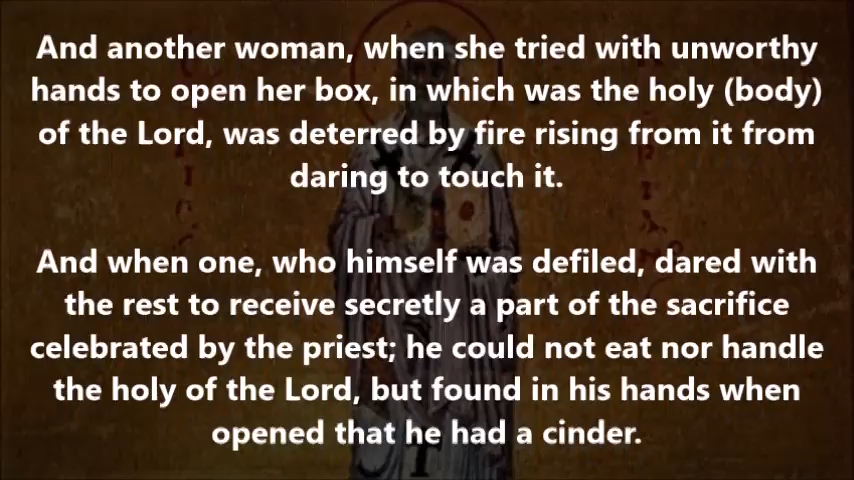 And another woman, when she tried with unworthy
hands to open her box, in which was the holy (body)
of the Lord, was deterred by fire rising from it from
daring to touch it.
And when one, who himself was defiled, dared with
the rest to receive secretly a part of the sacrifice
celebrated by the priest; he could not eat nor handle
the holy of the Lord, but found in his hands when
opened that he had a cinder.